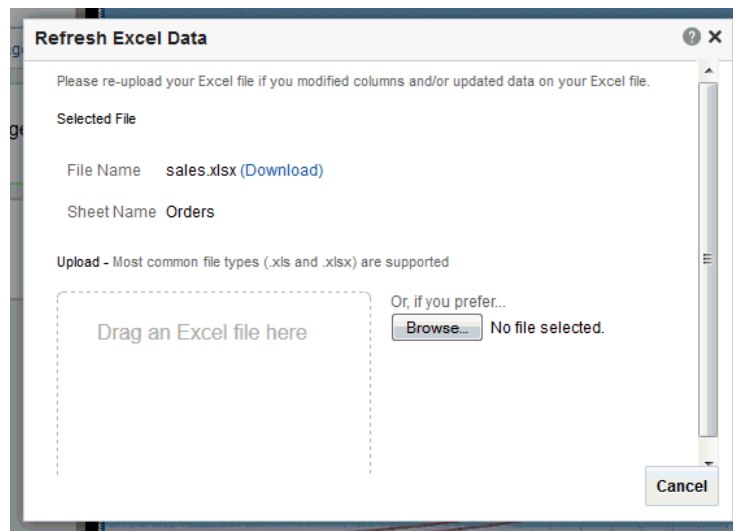 Refresh Excel Data
Please re-upload your Excel file if you modified columns and/or updated data on your Excel file.
Selected File
File Name sales.xlsx (Download)
Sheet Name Orders
Upload - Most common file types (.xls and .xlsx) are supported
Or, if you prefer...
Drag an Excel file here
Browse... No file selected.
Cancel